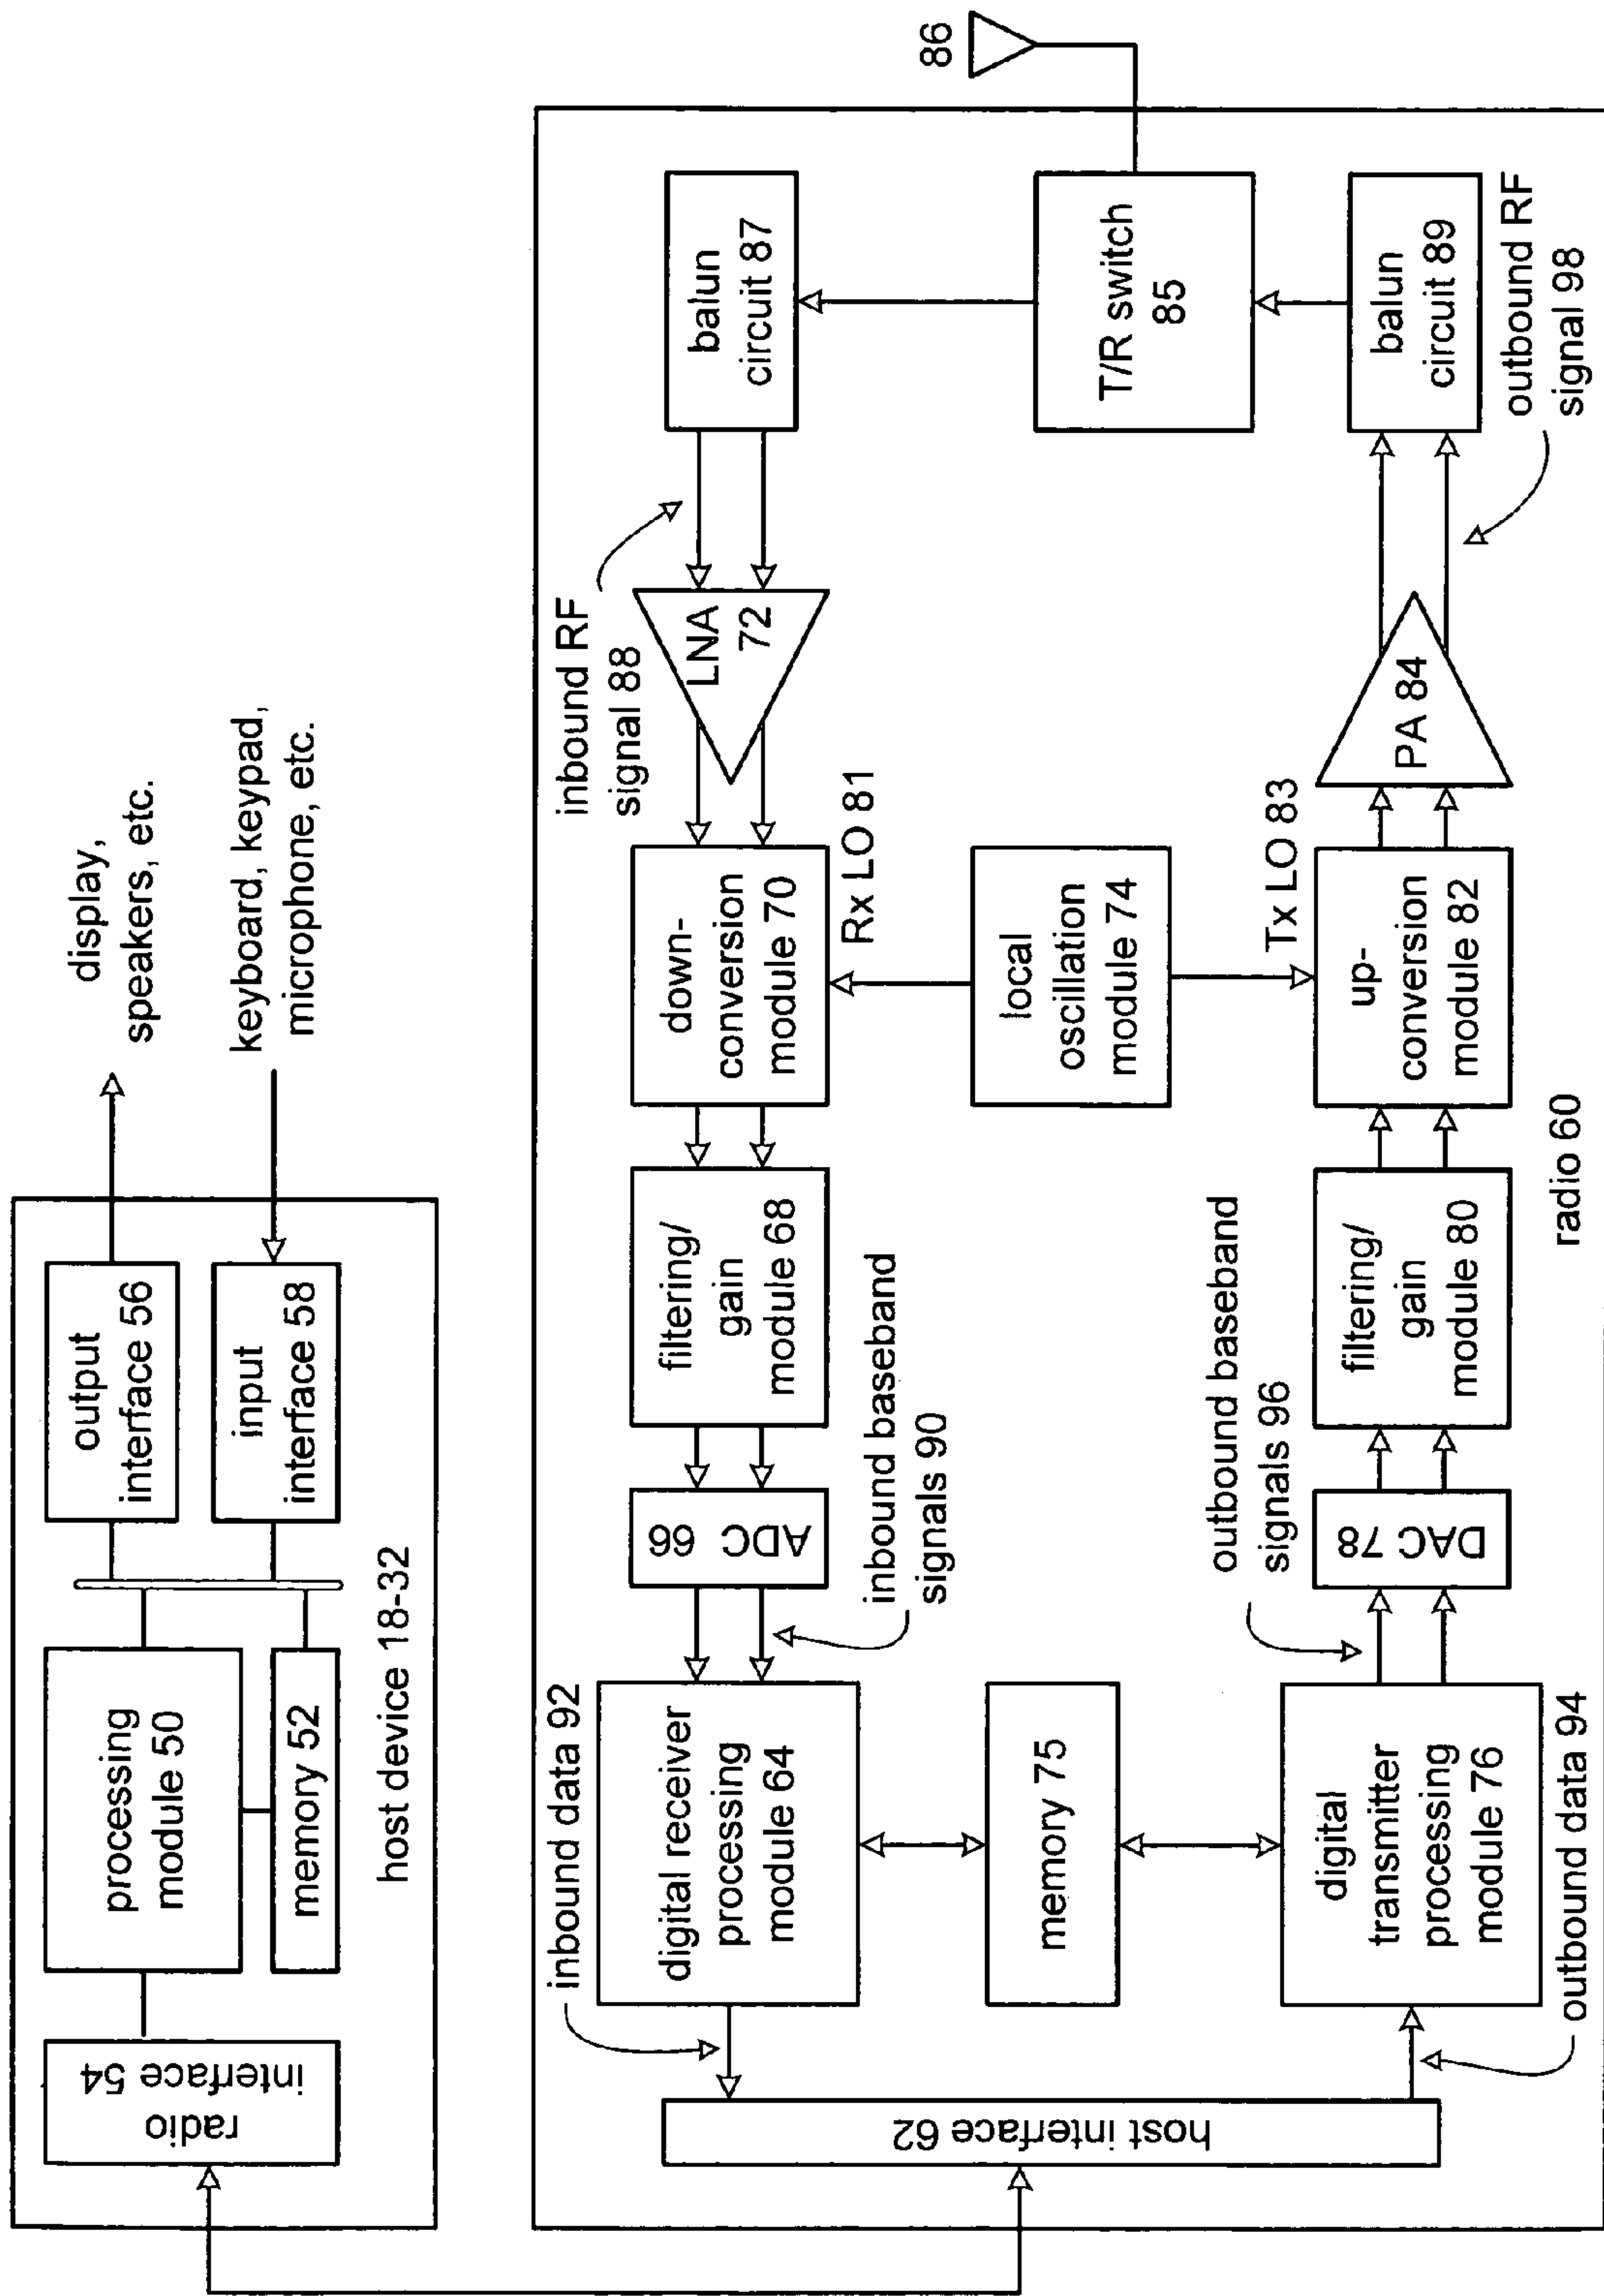 radio
interface 54
processing
module 50
memory 52
output
interface 56
input
interface 58
host device 18-32
display,
speakers, etc.
keyboard, keypad,
microphone, etc.
host interface 62
inbound data 92
digital receiver
processing
module 64
ADC 66
inbound baseband
signals 90
filtering/
gain
module 68
down-
conversion
module 70
Rx LO 81
LNA
72
inbound RF
signal 88
balun
circuit 87
86
memory 75
local
oscillation
module 74
T/R switch
85
Tx LO 83
outbound data 94
digital
transmitter
processing
module 76
outbound baseband
signals 96
DAC 78
filtering/
gain
module 80
up-
conversion
module 82
PA 84
balun
circuit 89
outbound RF
signal 98
radio 60